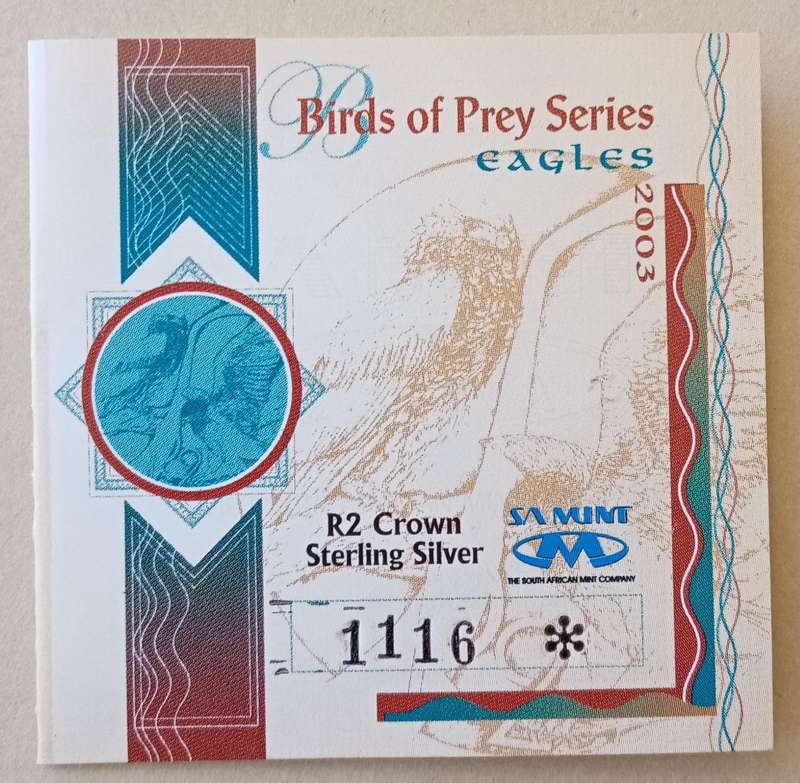 B
Birds of Prey Series
EAGLES
2003
R2 Crown
Sterling Silver
SA MINT
M
THE SOUTH AFRICAN MINT COMPANY
1116 *